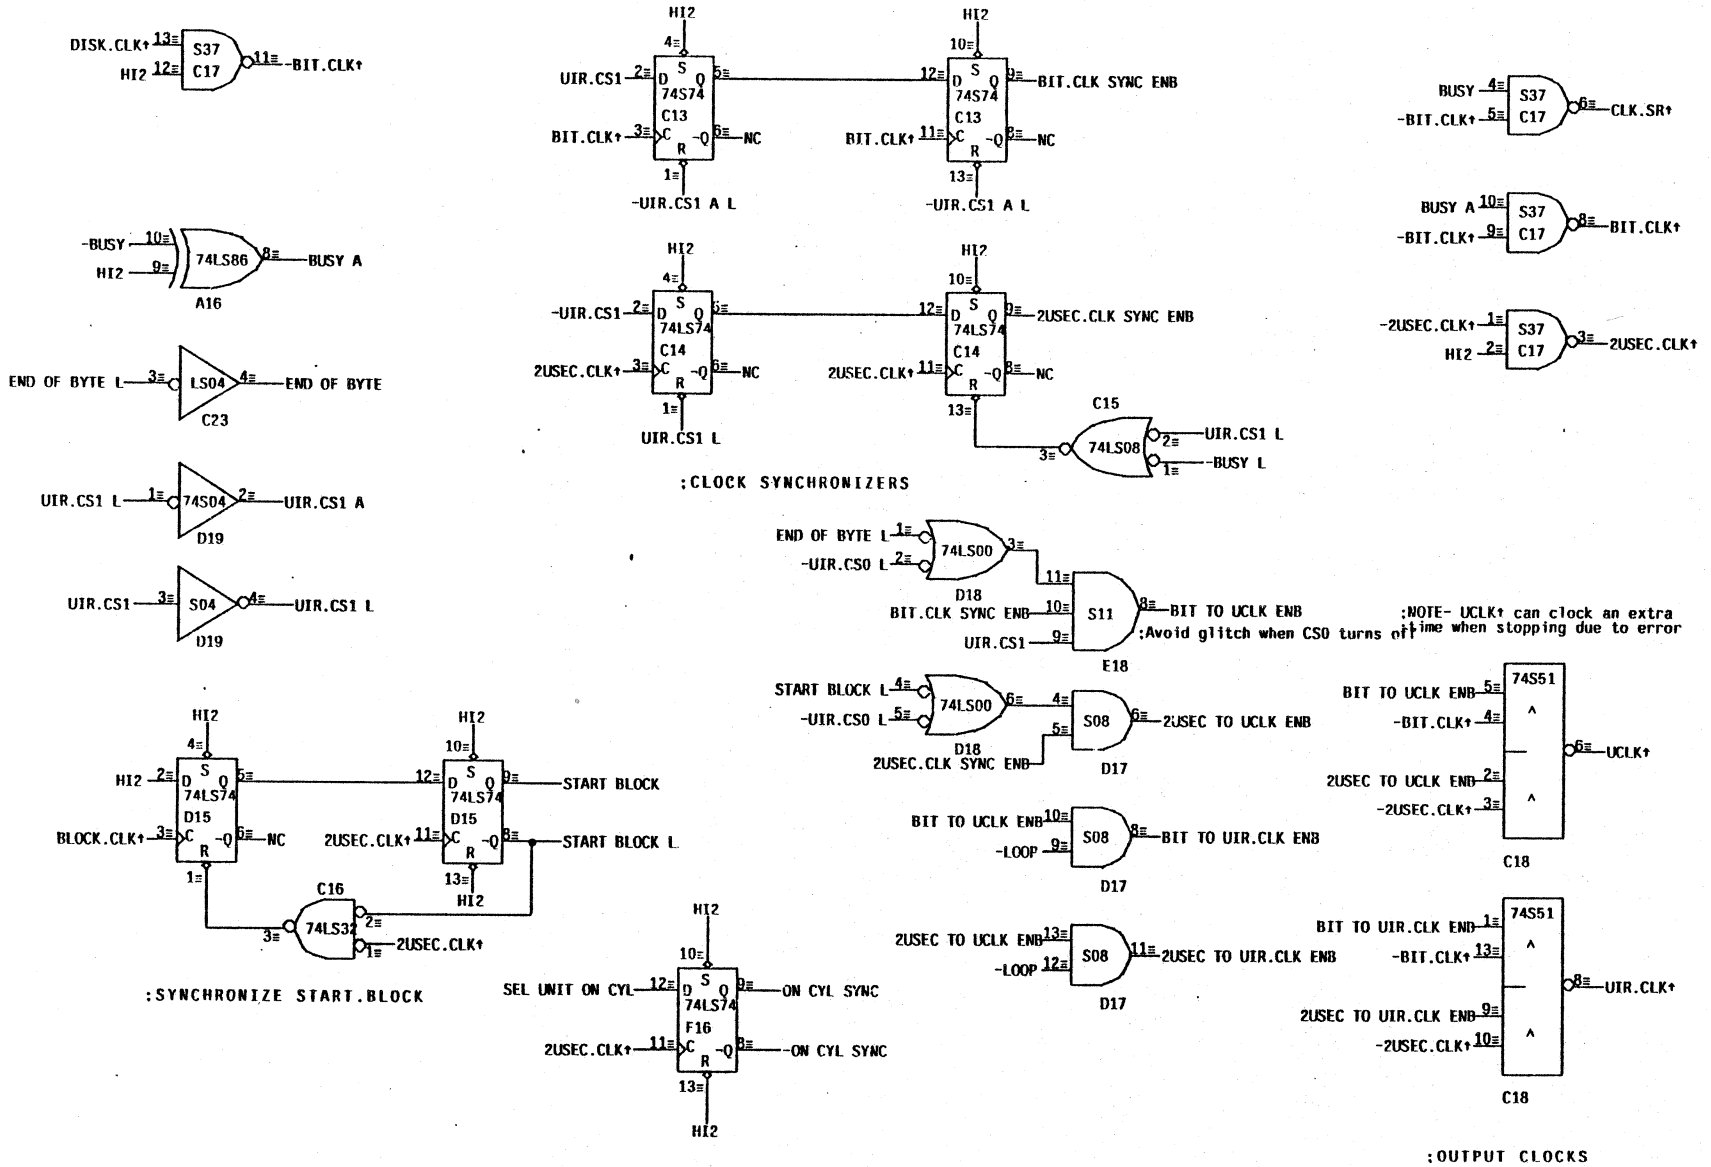 DISK.CLK↑ 13≡ S37 11≡ -BIT.CLK↑
HI2 12≡ C17
-BUSY 10≡ 74LS86 8≡ BUSY A
HI2 9≡
A16
END OF BYTE L 3≡ LS04 4≡ END OF BYTE
C23
UIR.CS1 L 1≡ 74S04 2≡ UIR.CS1 A
D19
UIR.CS1 3≡ S04 4≡ UIR.CS1 L
D19
HI2
4≡
UIR.CS1 2≡ D S Q 5≡
74S74
C13
BIT.CLK↑ 3≡ C -Q 6≡ NC
R
1≡
-UIR.CS1 A L
HI2
10≡
12≡ D S Q 9≡ BIT.CLK SYNC ENB
74S74
C13
BIT.CLK↑ 11≡ C -Q 8≡ NC
R
13≡
-UIR.CS1 A L
HI2
4≡
-UIR.CS1 2≡ D S Q 5≡
74LS74
C14
2USEC.CLK↑ 3≡ C -Q 6≡ NC
R
1≡
UIR.CS1 L
HI2
10≡
12≡ D S Q 9≡ 2USEC.CLK SYNC ENB
74LS74
C14
2USEC.CLK↑ 11≡ C -Q 8≡ NC
R
13≡
C15
3≡ 74LS08 2≡ UIR.CS1 L
1≡ -BUSY L
;CLOCK SYNCHRONIZERS
BUSY 4≡ S37 6≡ CLK.SR↑
-BIT.CLK↑ 5≡ C17
BUSY A 10≡ S37 8≡ BIT.CLK↑
-BIT.CLK↑ 9≡ C17
-2USEC.CLK↑ 1≡ S37 3≡ 2USEC.CLK↑
HI2 2≡ C17
END OF BYTE L 1≡ 74LS00 3≡
-UIR.CS0 L 2≡
D18
11≡
BIT.CLK SYNC ENB 10≡ S11 8≡ BIT TO UCLK ENB
UIR.CS1 9≡
E18
;Avoid glitch when CS0 turns off
;NOTE- UCLK↑ can clock an extra
time when stopping due to error
START BLOCK L 4≡ 74LS00 6≡
-UIR.CS0 L 5≡
D18
4≡ S08 6≡ 2USEC TO UCLK ENB
2USEC.CLK SYNC ENB 5≡
D17
BIT TO UCLK ENB 10≡ S08 8≡ BIT TO UIR.CLK ENB
-LOOP 9≡
D17
2USEC TO UCLK ENB 13≡ S08 11≡ 2USEC TO UIR.CLK ENB
-LOOP 12≡
D17
HI2
4≡
HI2 2≡ D S Q 5≡
74LS74
D15
BLOCK.CLK↑ 3≡ C -Q 6≡ NC
R
1≡
HI2
10≡
12≡ D S Q 9≡ START BLOCK
74LS74
D15
2USEC.CLK↑ 11≡ C -Q 8≡ START BLOCK L
R
13≡
HI2
C16
3≡ 74LS32 2≡
1≡ 2USEC.CLK↑
;SYNCHRONIZE START.BLOCK
HI2
10≡
SEL UNIT ON CYL 12≡ D S Q 9≡ ON CYL SYNC
74LS74
F16
2USEC.CLK↑ 11≡ C -Q 8≡ -ON CYL SYNC
R
13≡
HI2
74S51
BIT TO UCLK ENB 5≡ ^
-BIT.CLK↑ 4≡
6≡ UCLK↑
2USEC TO UCLK ENB 2≡ ^
-2USEC.CLK↑ 3≡
C18
74S51
BIT TO UIR.CLK ENB 1≡ ^
-BIT.CLK↑ 13≡
8≡ UIR.CLK↑
2USEC TO UIR.CLK ENB 9≡ ^
-2USEC.CLK↑ 10≡
C18
;OUTPUT CLOCKS